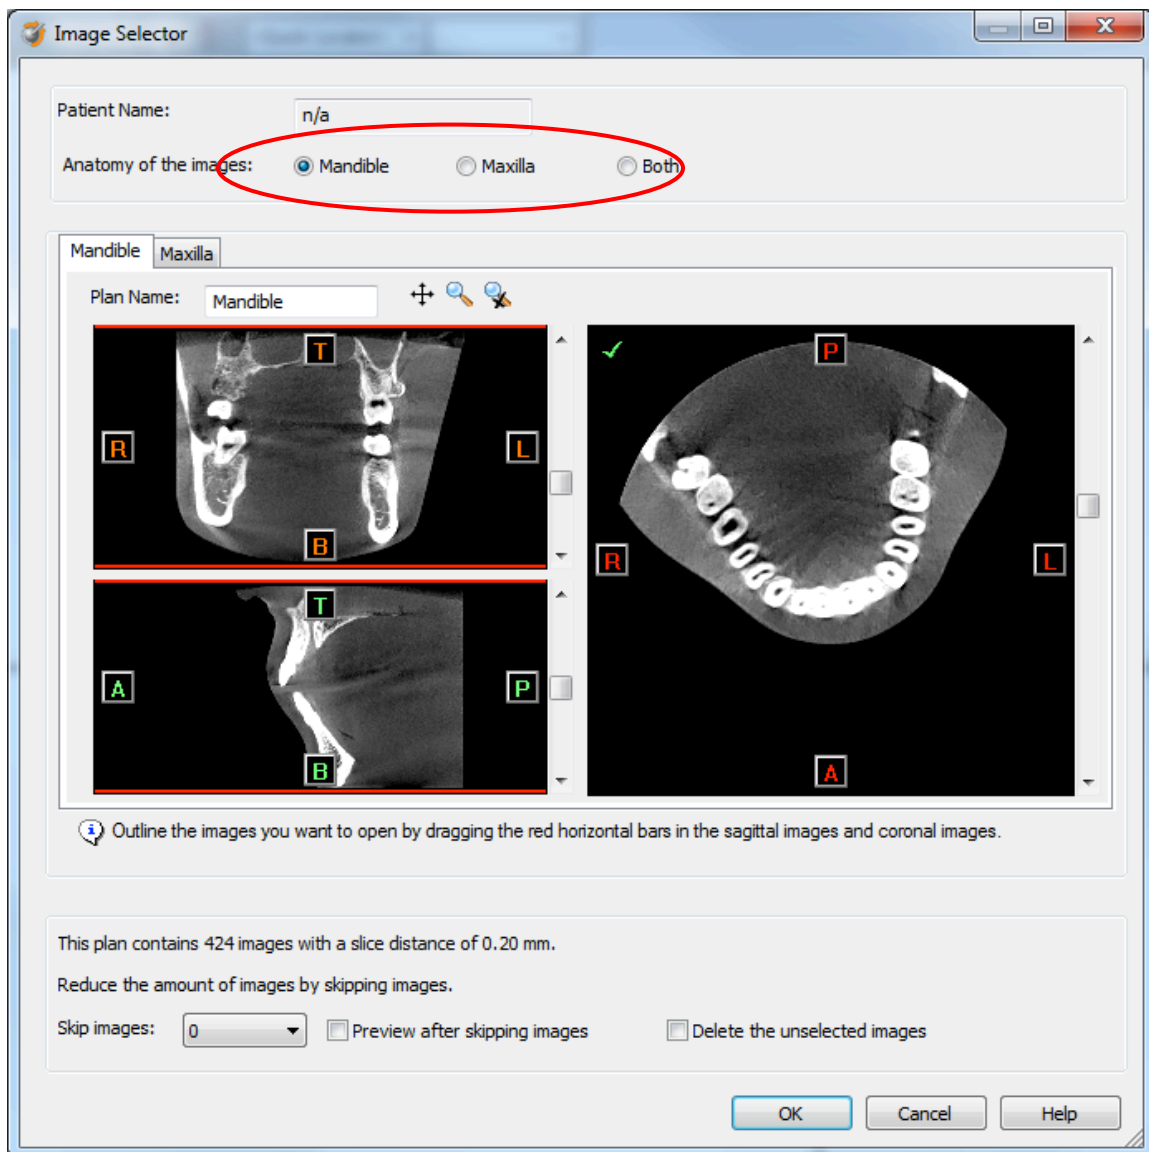 Image Selector
Patient Name: n/a
Anatomy of the images: Mandible Maxilla Both
Mandible Maxilla
Plan Name: Mandible
T
R L
B
T
A P
B
P
R L
A
Outline the images you want to open by dragging the red horizontal bars in the sagittal images and coronal images.
This plan contains 424 images with a slice distance of 0.20 mm.
Reduce the amount of images by skipping images.
Skip images: 0 Preview after skipping images Delete the unselected images
OK Cancel Help